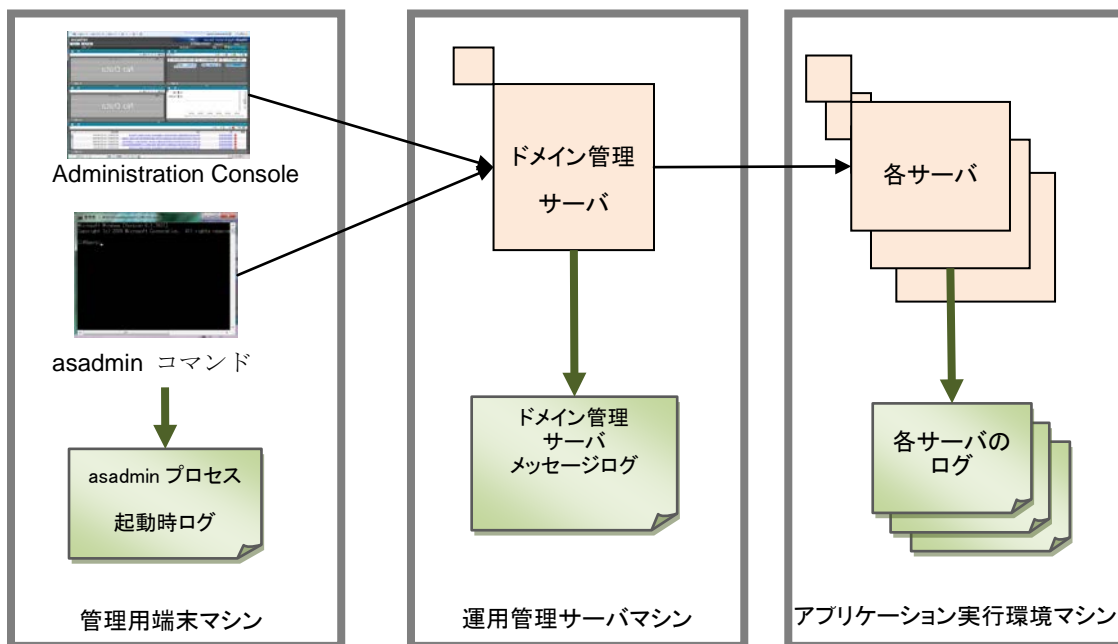 Administration Console
asadmin コマンド
asadmin プロセス
起動時ログ
管理用端末マシン
ドメイン管理
サーバ
ドメイン管理
サーバ
メッセージログ
運用管理サーバマシン
各サーバ
各サーバの
ログ
アプリケーション実行環境マシン